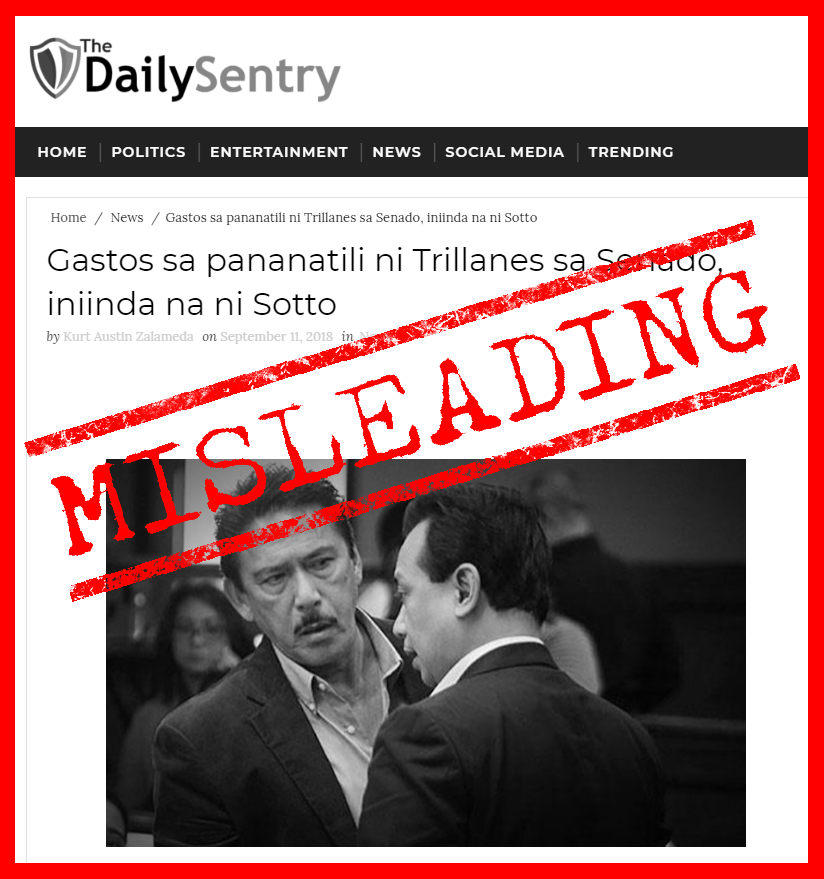 The
DailySentry
HOME POLITICS ENTERTAINMENT NEWS SOCIAL MEDIA TRENDING
Home / News / Gastos sa pananatili ni Trillanes sa Senado, iniinda na ni Sotto
Gastos sa pananatili ni Trillanes sa Senado,
iniinda na ni Sotto
by Kurt Austin Zalameda on September 11, 2018 in
MISLEADING